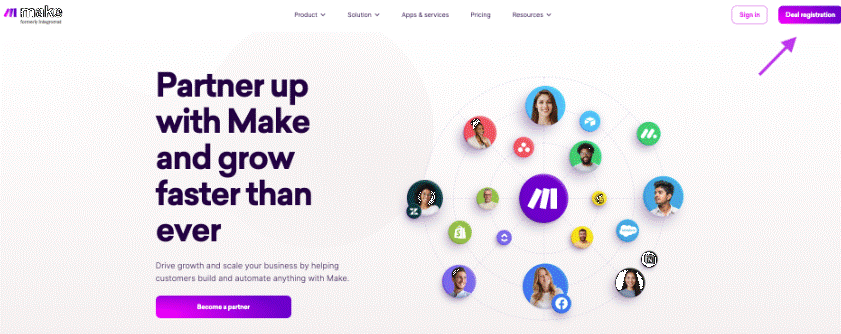 make
formerly Integromat
Product
Solution
Apps & services
Pricing
Resources
Sign in
Deal registration
Partner up
with Make
and grow
faster than
ever
Drive growth and scale your business by helping
customers build and automate anything with Make.
Become a partner